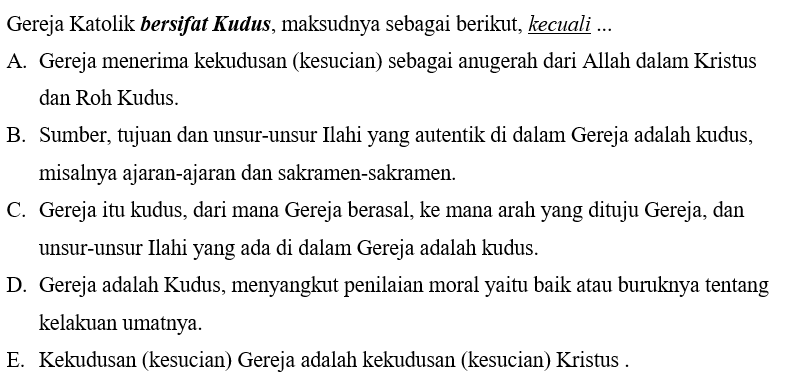 Gereja Katolik bersifat Kudus, maksudnya sebagai berikut, kecuali ...
A. Gereja menerima kekudusan (kesucian) sebagai anugerah dari Allah dalam Kristus
dan Roh Kudus.
B. Sumber, tujuan dan unsur-unsur Ilahi yang autentik di dalam Gereja adalah kudus,
misalnya ajaran-ajaran dan sakramen-sakramen.
C. Gereja itu kudus, dari mana Gereja berasal, ke mana arah yang dituju Gereja, dan
unsur-unsur Ilahi yang ada di dalam Gereja adalah kudus.
D. Gereja adalah Kudus, menyangkut penilaian moral yaitu baik atau buruknya tentang
kelakuan umatnya.
E. Kekudusan (kesucian) Gereja adalah kekudusan (kesucian) Kristus .